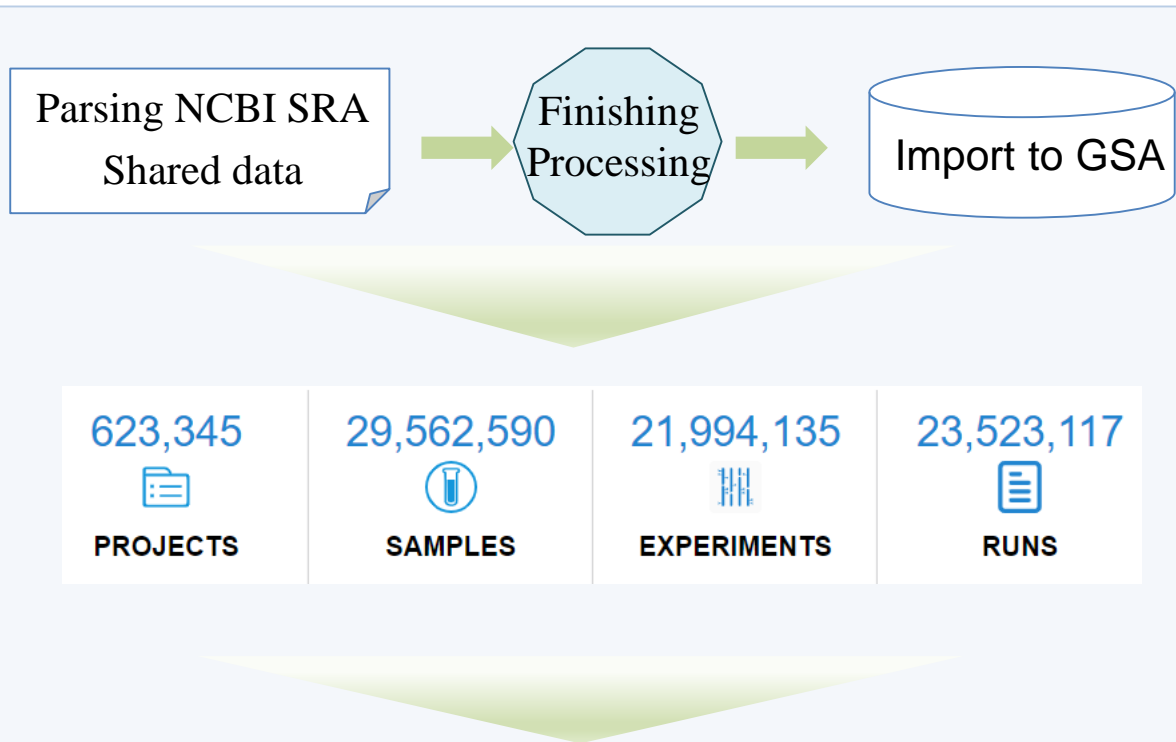 Parsing NCBI SRA
Shared data
Finishing
Processing
Import to GSA
623,345
29,562,590
21,994,135
23,523,117
PROJECTS
SAMPLES
EXPERIMENTS
RUNS